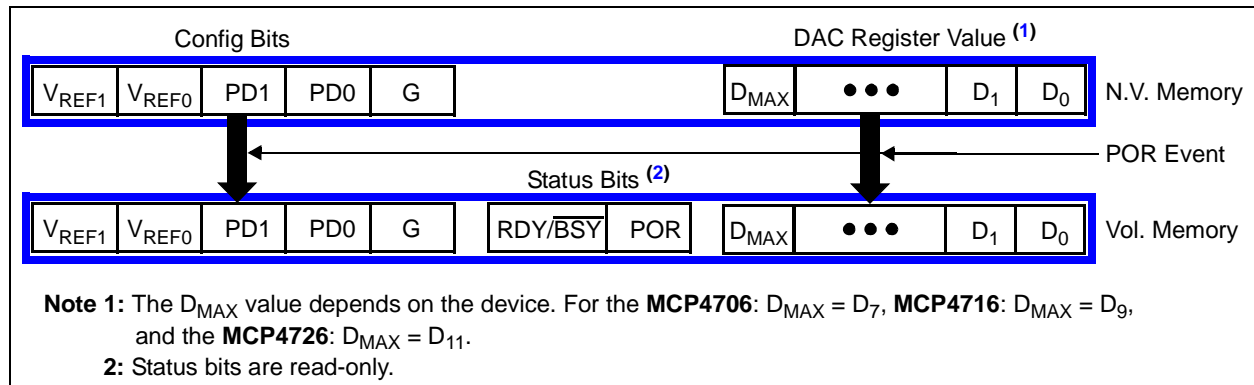 Config Bits DAC Register Value (1)
VREF1 VREF0 PD1 PD0 G DMAX ● ● ● D1 D0 N.V. Memory
POR Event
Status Bits (2)
VREF1 VREF0 PD1 PD0 G RDY/BSY POR DMAX ● ● ● D1 D0 Vol. Memory
Note 1: The DMAX value depends on the device. For the MCP4706: DMAX = D7, MCP4716: DMAX = D9,
and the MCP4726: DMAX = D11.
2: Status bits are read-only.